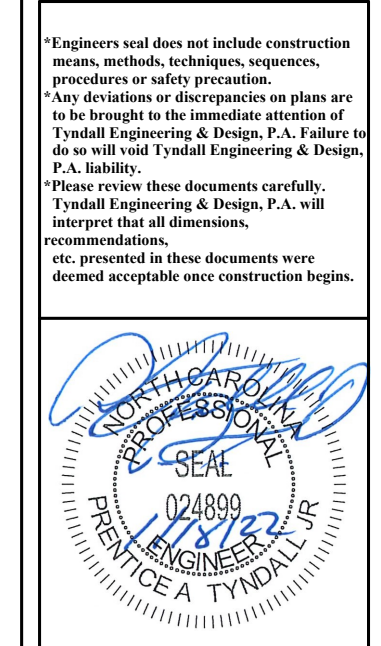 *Engineers seal does not include construction
means, methods, techniques, sequences,
procedures or safety precaution.
*Any deviations or discrepancies on plans are
to be brought to the immediate attention of
Tyndall Engineering & Design, P.A. Failure to
do so will void Tyndall Engineering & Design,
P.A. liability.
*Please review these documents carefully.
Tyndall Engineering & Design, P.A. will
interpret that all dimensions,
recommendations,
etc. presented in these documents were
deemed acceptable once construction begins.
NORTH CAROLINA
PROFESSIONAL
SEAL
024899
1/18/22
ENGINEER
PRENTICE A TYNDALL JR